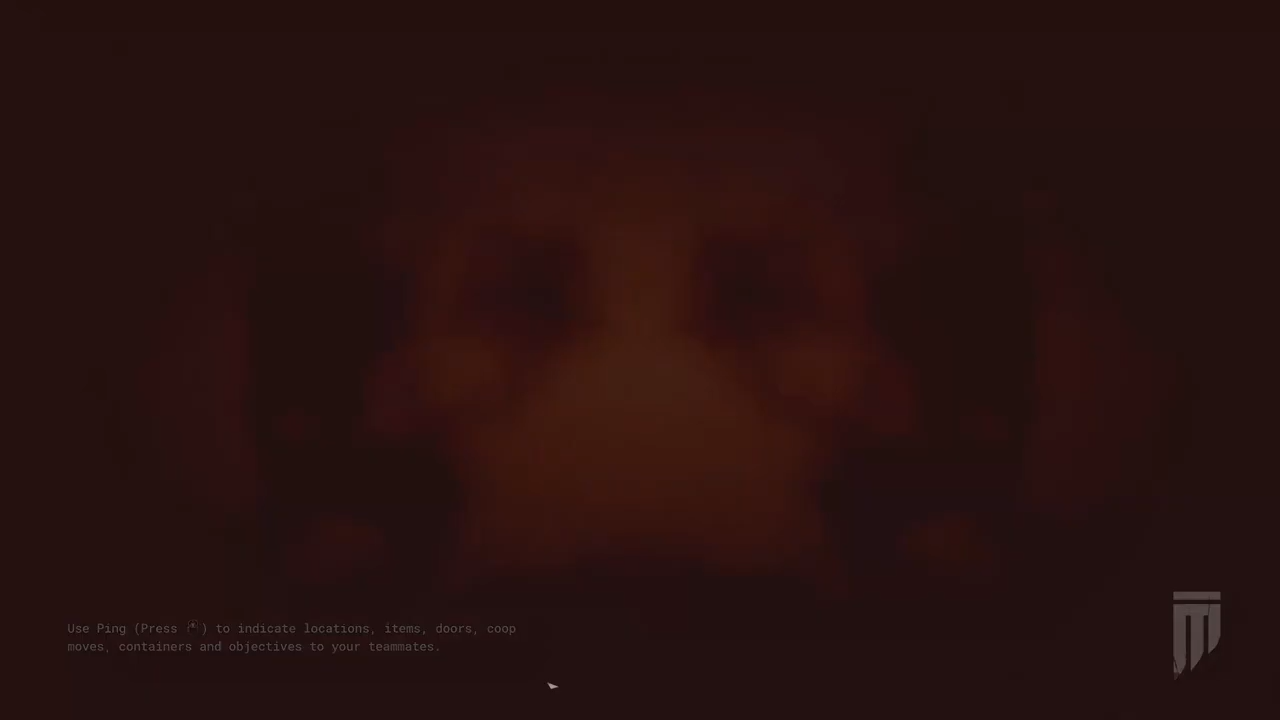 Use Ping (Press ) to indicate locations, items, doors, coop
moves, containers and objectives to your teammates.